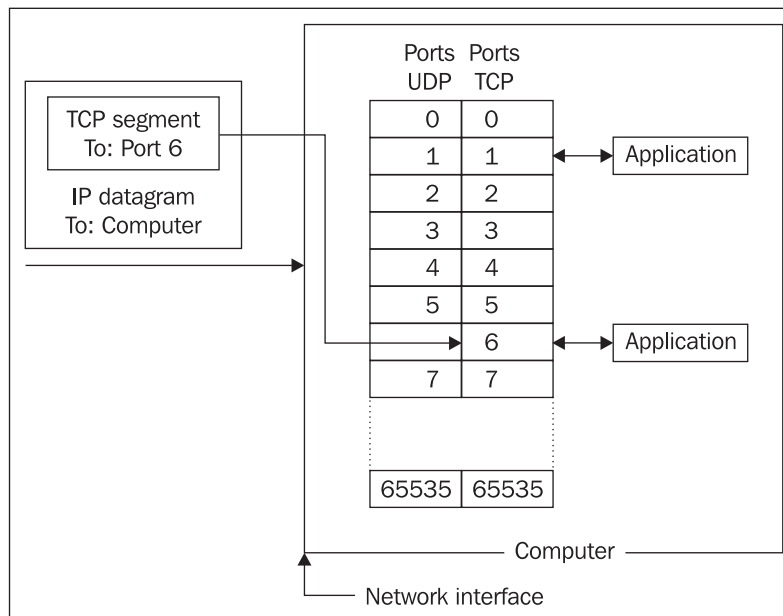 Ports Ports
UDP TCP
TCP segment
To: Port 6
IP datagram
To: Computer
0 0
1 1
Application
2 2
3 3
4 4
5 5
6
Application
7 7
65535 65535
Computer
Network interface